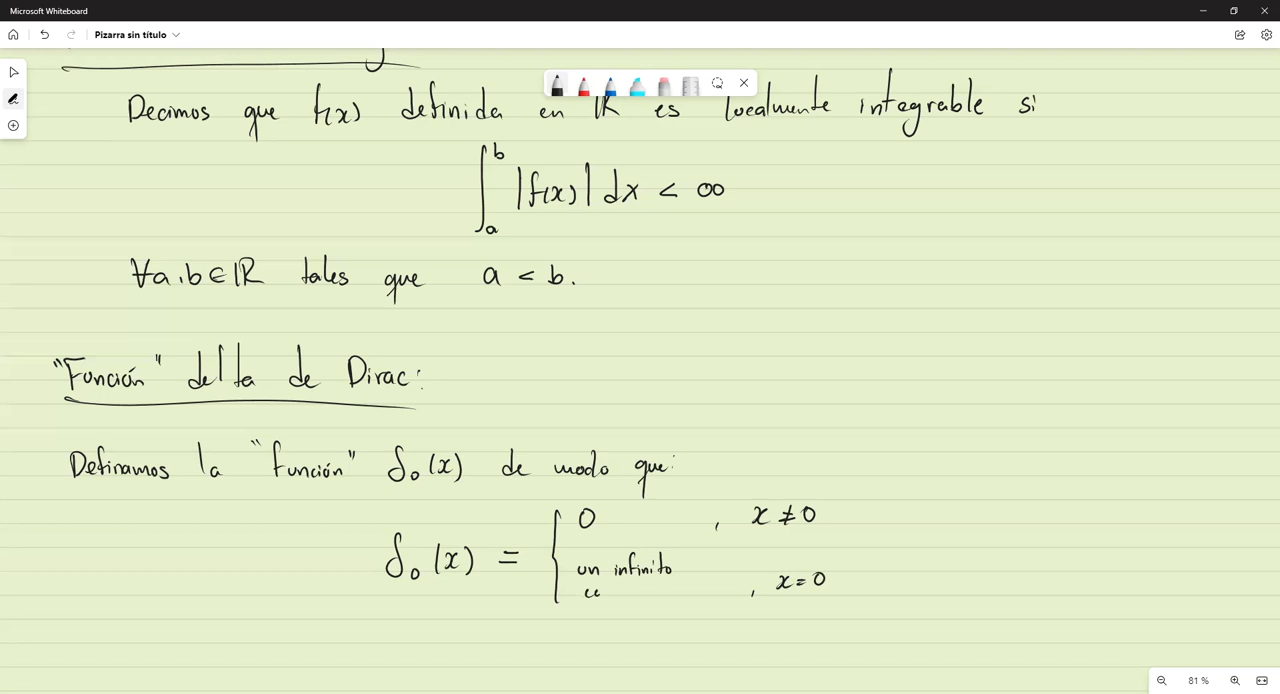 Microsoft Whiteboard
Pizarra sin título
Decimos que f(x) definida en ℝ es localmente integrable si
∫_a^b |f(x)| dx < ∞
∀a,b∈ℝ tales que a < b.
"Función" delta de Dirac:
Definamos la "función" δ₀(x) de modo que:
δ₀(x) = { 0 , x ≠ 0
un infinito
, x = 0
81 %